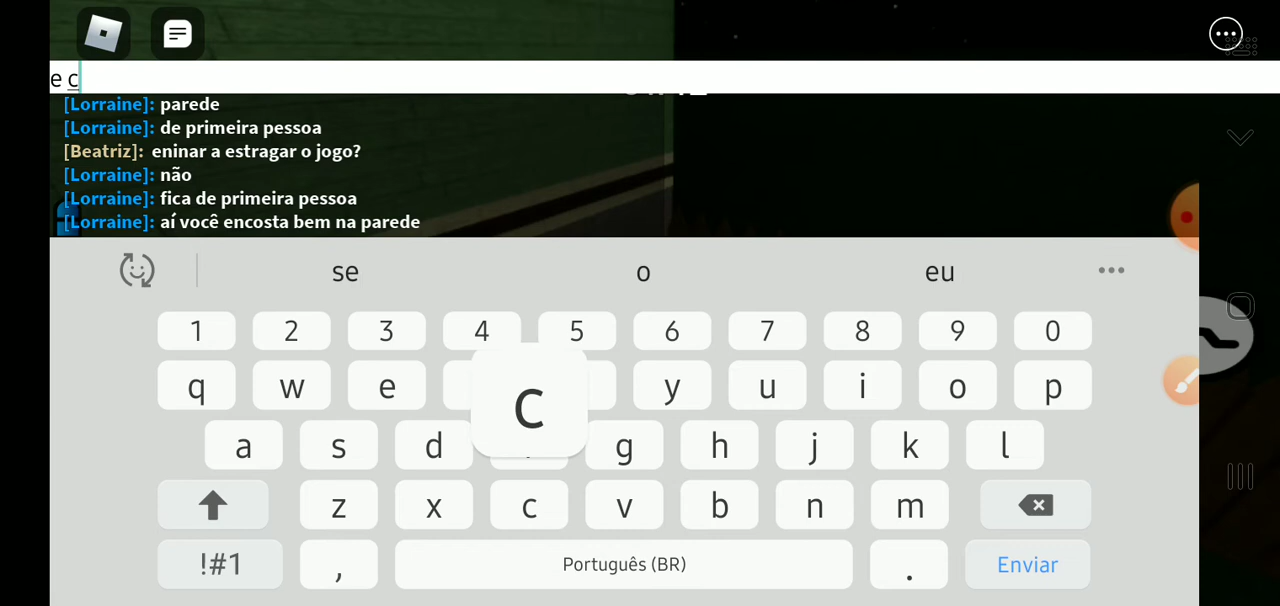 e c
[Lorraine]: parede
[Lorraine]: de primeira pessoa
[Beatriz]: eninar a estragar o jogo?
[Lorraine]: não
[Lorraine]: fica de primeira pessoa
[Lorraine]: aí você encosta bem na parede
se o eu
1 2 3 4 5 6 7 8 9 0
q w e y u i o p
c
a s d g h j k l
z x c v b n m
!#1 , Português (BR) . Enviar